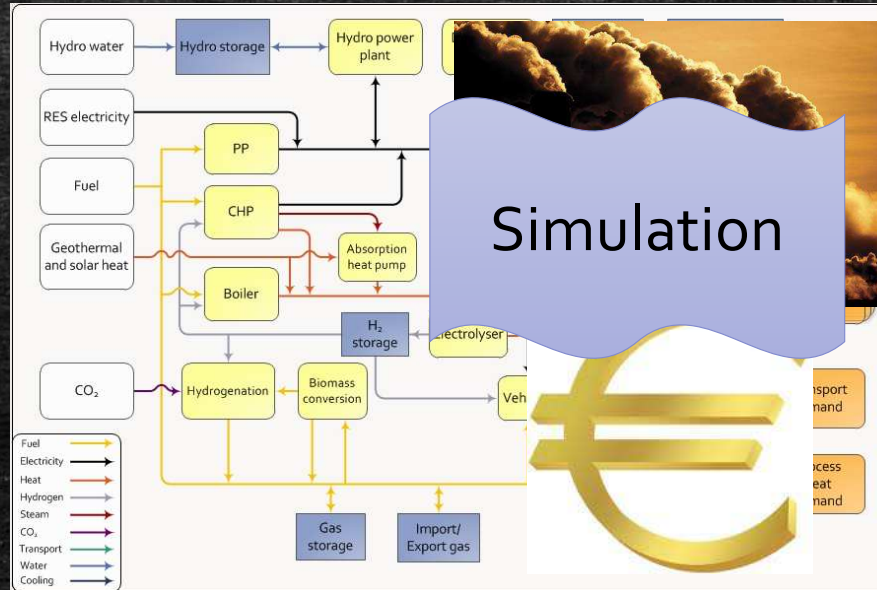 Hydro water
Hydro storage
Hydro power
plant
RES electricity
PP
Fuel
CHP
Simulation
Geothermal
and solar heat
Absorption
heat pump
Boiler
H₂
storage
CO₂
Hydrogenation
Biomass
conversion
Fuel
Electricity
Heat
Hydrogen
Steam
CO₂
Transport
Water
Cooling
Gas
storage
Import/
Export gas